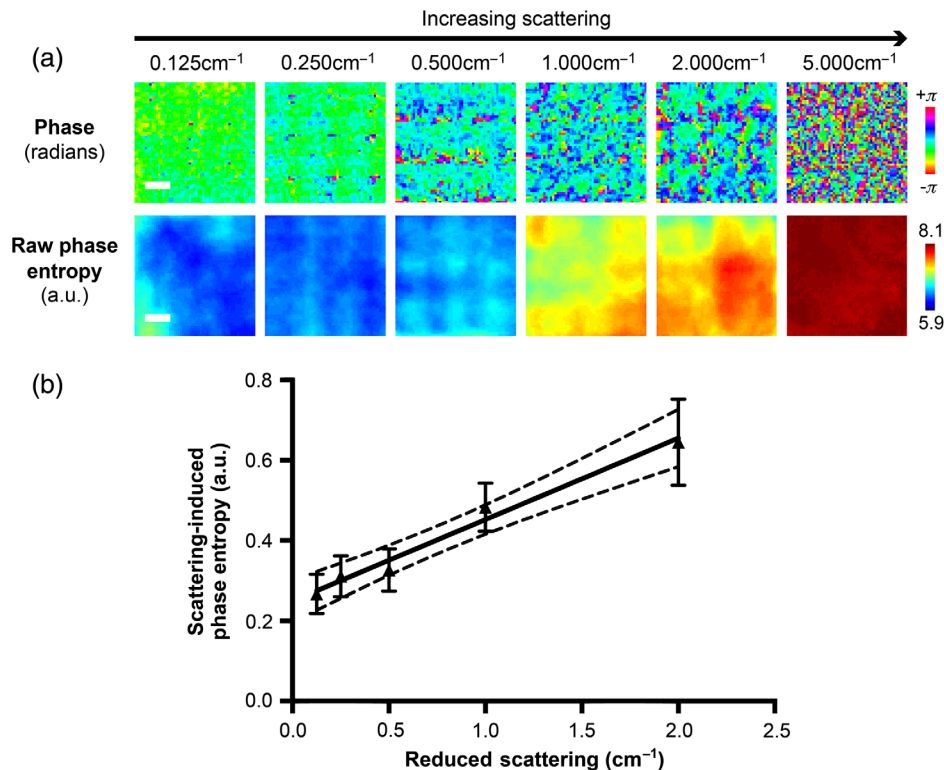 Increasing scattering
(a)
0.125cm⁻¹ 0.250cm⁻¹ 0.500cm⁻¹ 1.000cm⁻¹ 2.000cm⁻¹ 5.000cm⁻¹
Phase
(radians)
+π
-π
Raw phase
entropy
(a.u.)
8.1
5.9
(b)
Scattering-induced
phase entropy (a.u.)
0.8
0.6
0.4
0.2
0.0
0.0 0.5 1.0 1.5 2.0 2.5
Reduced scattering (cm⁻¹)